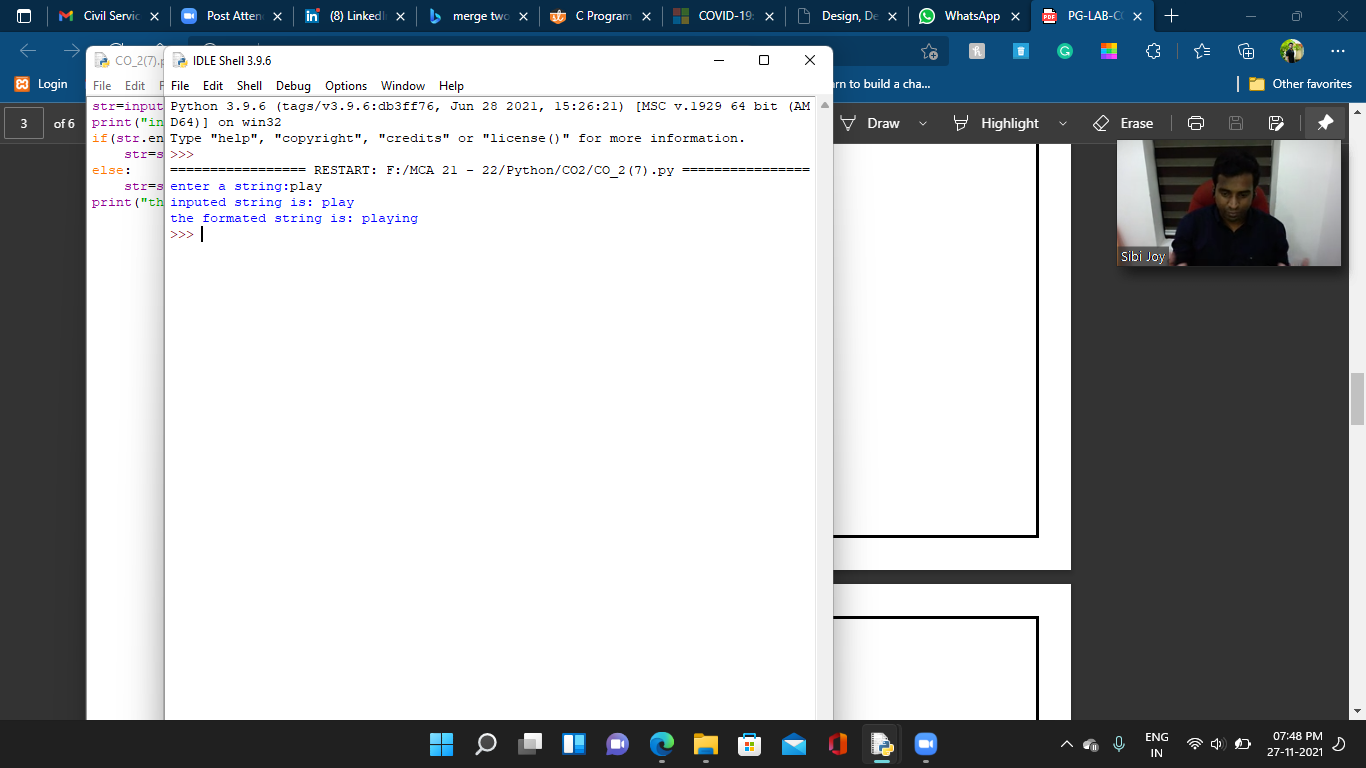 Civil Servic
Post Atten
(8) LinkedI
merge two
C Program
COVID-19:
Design, De
WhatsApp
PG-LAB-CO
Login
rn to build a cha...
Other favorites
3 of 6
Draw
Highlight
Erase
CO_2(7).p
File Edit F
str=input
print("in
if(str.en
str=s
else:
str=s
print("th
IDLE Shell 3.9.6
File Edit Shell Debug Options Window Help
Python 3.9.6 (tags/v3.9.6:db3ff76, Jun 28 2021, 15:26:21) [MSC v.1929 64 bit (AM
D64)] on win32
Type "help", "copyright", "credits" or "license()" for more information.
>>>
================= RESTART: F:/MCA 21 - 22/Python/CO2/CO_2(7).py ================
enter a string:play
inputed string is: play
the formated string is: playing
>>>
Sibi Joy
ENG
IN
07:48 PM
27-11-2021